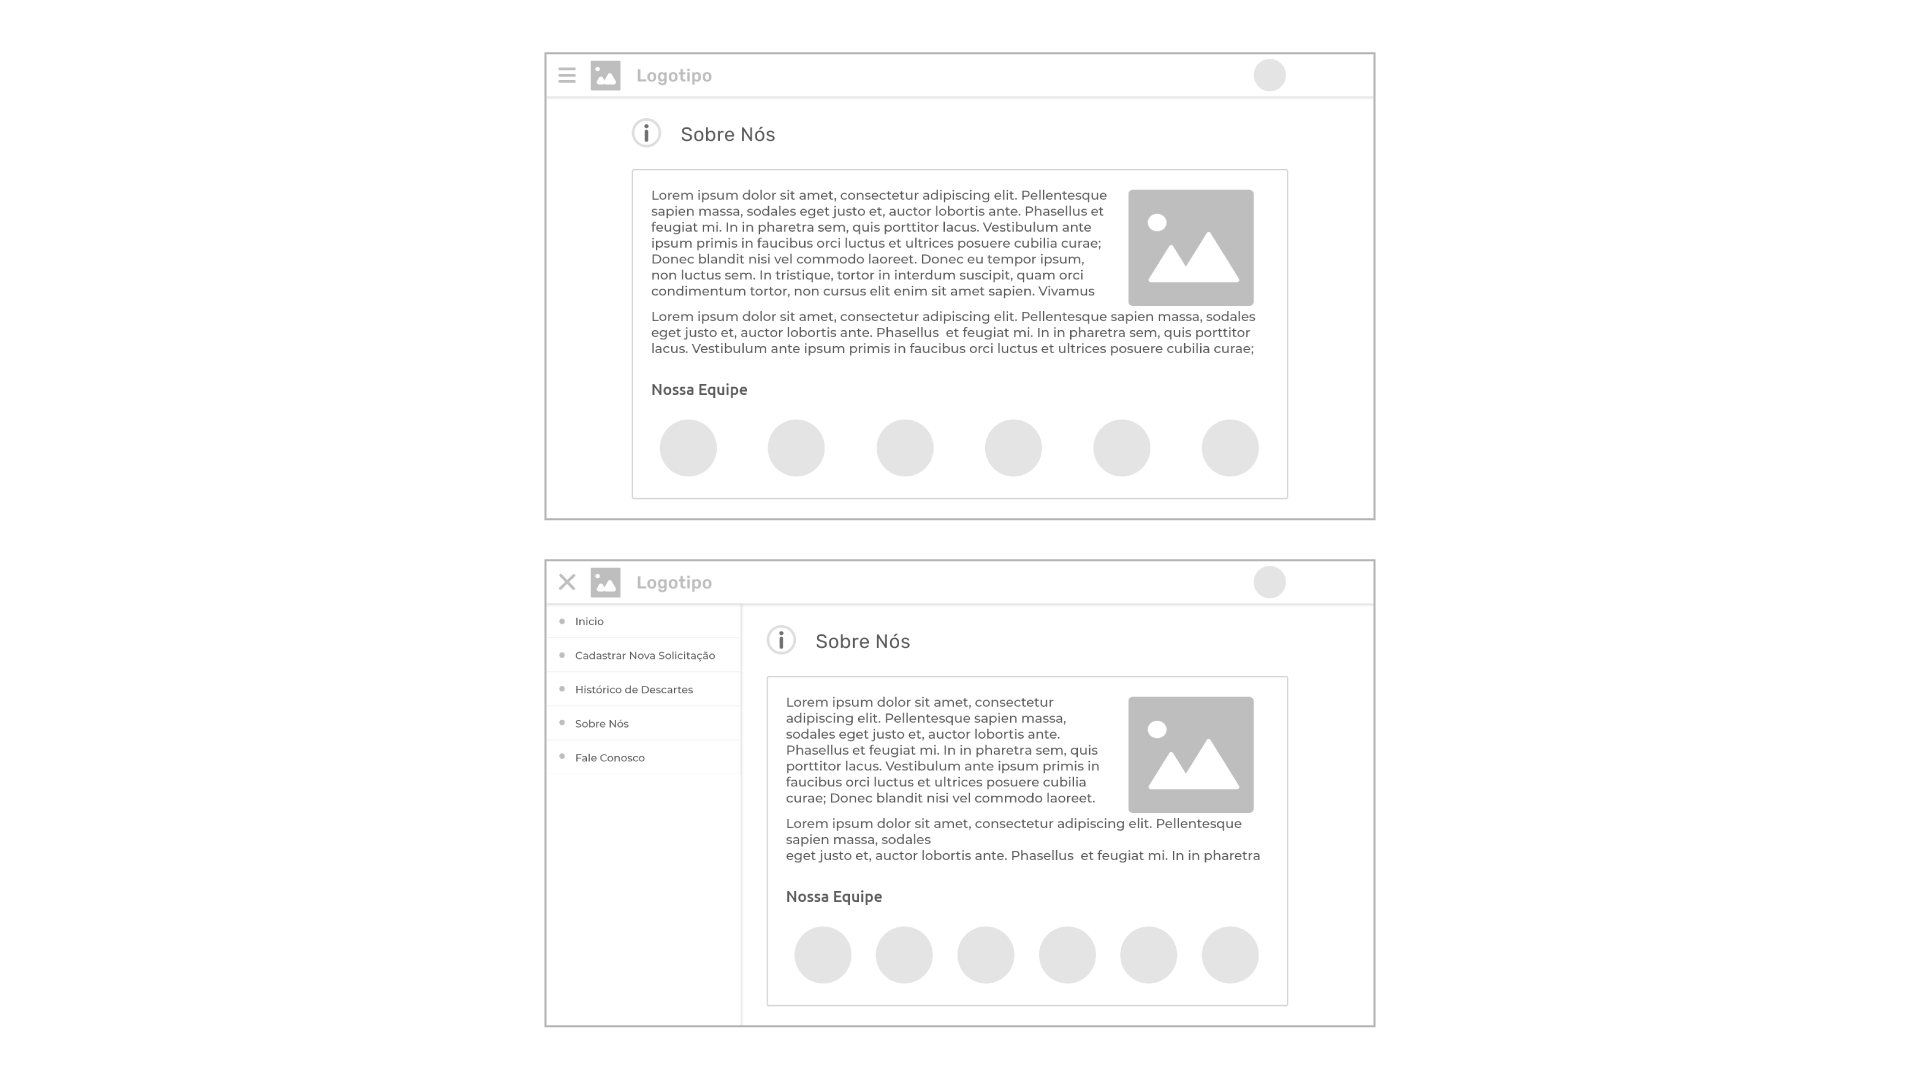 Logotipo
Sobre Nós
Lorem ipsum dolor sit amet, consectetur adipiscing elit. Pellentesque
sapien massa, sodales eget justo et, auctor lobortis ante. Phasellus et
feugiat mi. In in pharetra sem, quis porttitor lacus. Vestibulum ante
ipsum primis in faucibus orci luctus et ultrices posuere cubilia curae;
Donec blandit nisi vel commodo laoreet. Donec eu tempor ipsum,
non luctus sem. In tristique, tortor in interdum suscipit, quam orci
condimentum tortor, non cursus elit enim sit amet sapien. Vivamus
Lorem ipsum dolor sit amet, consectetur adipiscing elit. Pellentesque sapien massa, sodales
eget justo et, auctor lobortis ante. Phasellus  et feugiat mi. In in pharetra sem, quis porttitor
lacus. Vestibulum ante ipsum primis in faucibus orci luctus et ultrices posuere cubilia curae;
Nossa Equipe
Logotipo
Inicio
Cadastrar Nova Solicitação
Histórico de Descartes
Sobre Nós
Fale Conosco
Sobre Nós
Lorem ipsum dolor sit amet, consectetur
adipiscing elit. Pellentesque sapien massa,
sodales eget justo et, auctor lobortis ante.
Phasellus et feugiat mi. In in pharetra sem, quis
porttitor lacus. Vestibulum ante ipsum primis in
faucibus orci luctus et ultrices posuere cubilia
curae; Donec blandit nisi vel commodo laoreet.
Lorem ipsum dolor sit amet, consectetur adipiscing elit. Pellentesque
sapien massa, sodales
eget justo et, auctor lobortis ante. Phasellus  et feugiat mi. In in pharetra
Nossa Equipe